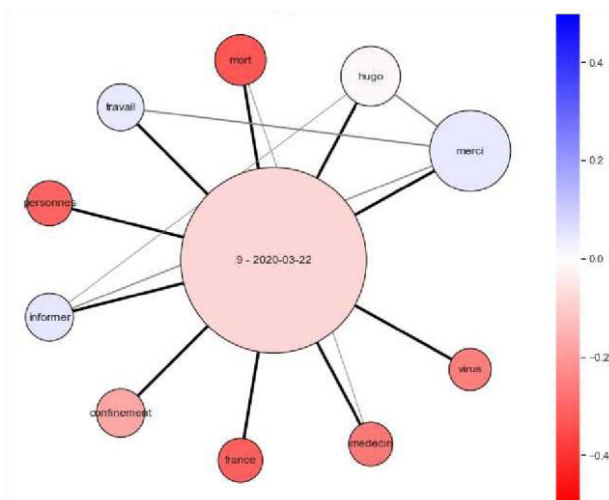 mort
hugo
travail
merci
personnes
9 - 2020-03-22
informer
virus
confinement
france
medecin
0.4
0.2
0.0
−0.2
−0.4